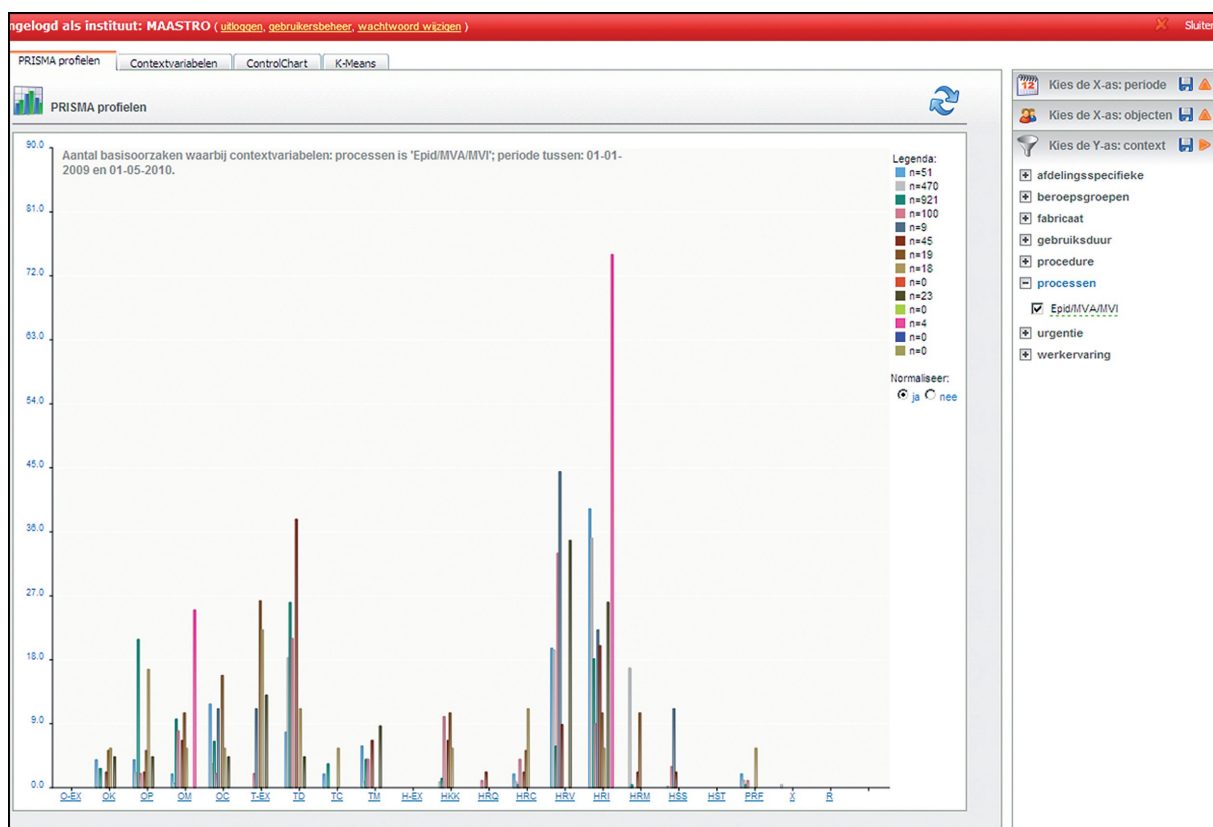 ngelogd als instituut: MAASTRO ( uitloggen, gebruikersbeheer, wachtwoord wijzigen )
Sluiten
PRISMA profielen
Contextvariabelen
ControlChart
K-Means
PRISMA profielen
Aantal basisoorzaken waarbij contextvariabelen: processen is 'Epid/MVA/MVI'; periode tussen: 01-01-
2009 en 01-05-2010.
90.0
81.0
72.0
63.0
54.0
45.0
36.0
27.0
18.0
9.0
0.0
O-EX OK OP OM OC T-EX TD TC TM H-EX HKK HRQ HRC HRV HRI HRM HSS HST PRF X R
Legenda:
n=51
n=470
n=921
n=100
n=9
n=45
n=19
n=18
n=0
n=23
n=0
n=4
n=0
n=0
Normaliseer:
ja nee
12
Kies de X-as: periode
Kies de X-as: objecten
Kies de Y-as: context
afdelingsspecifieke
beroepsgroepen
fabricaat
gebruiksduur
procedure
processen
Epid/MVA/MVI
urgentie
werkervaring